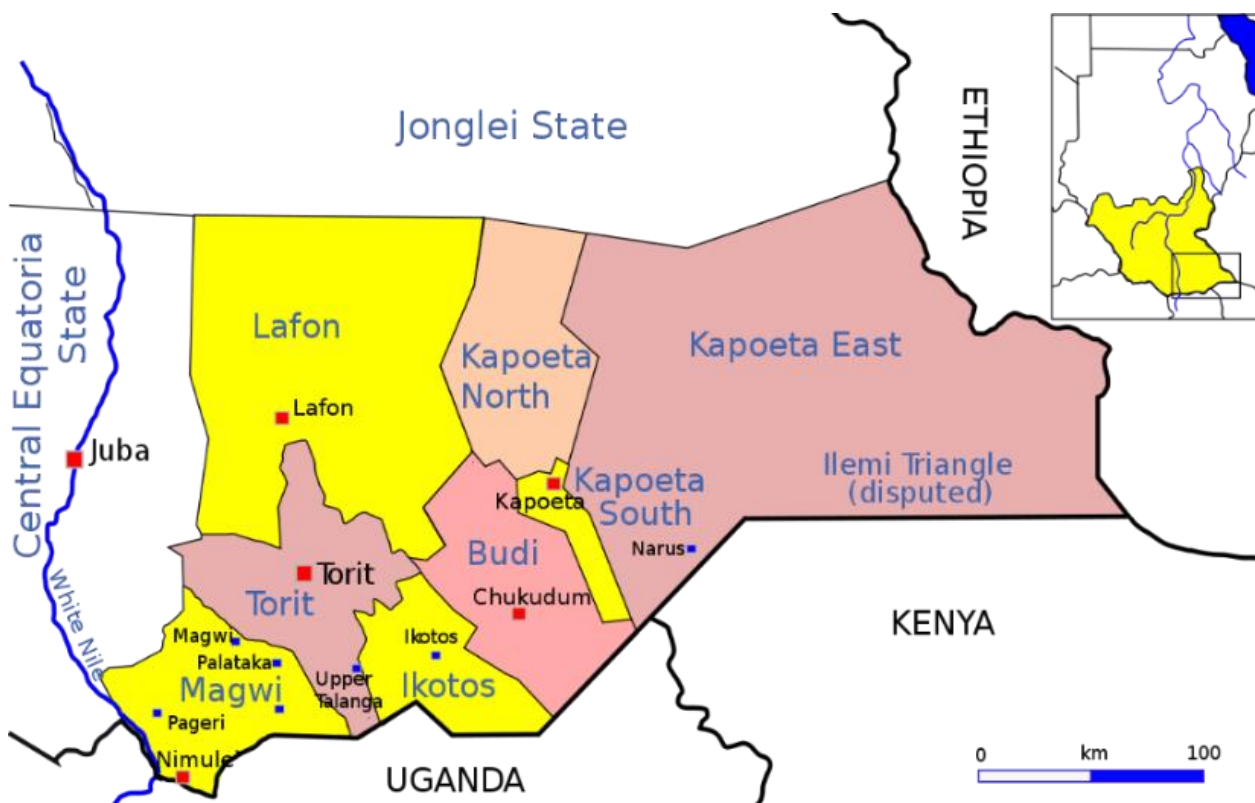 Jonglei State
ETHIOPIA
Central Equatoria
State
Lafon
Kapoeta
North
Kapoeta East
Lafon
Juba
Ilemi Triangle
(disputed)
Kapoeta
South
Kapoeta
Narus
Budi
Torit
Torit
Chukudum
White Nile
Magwi
Palataka
Magwi
Pageri
Upper
Talanga
Ikotos
Ikotos
Nimule
KENYA
UGANDA
0 km 100